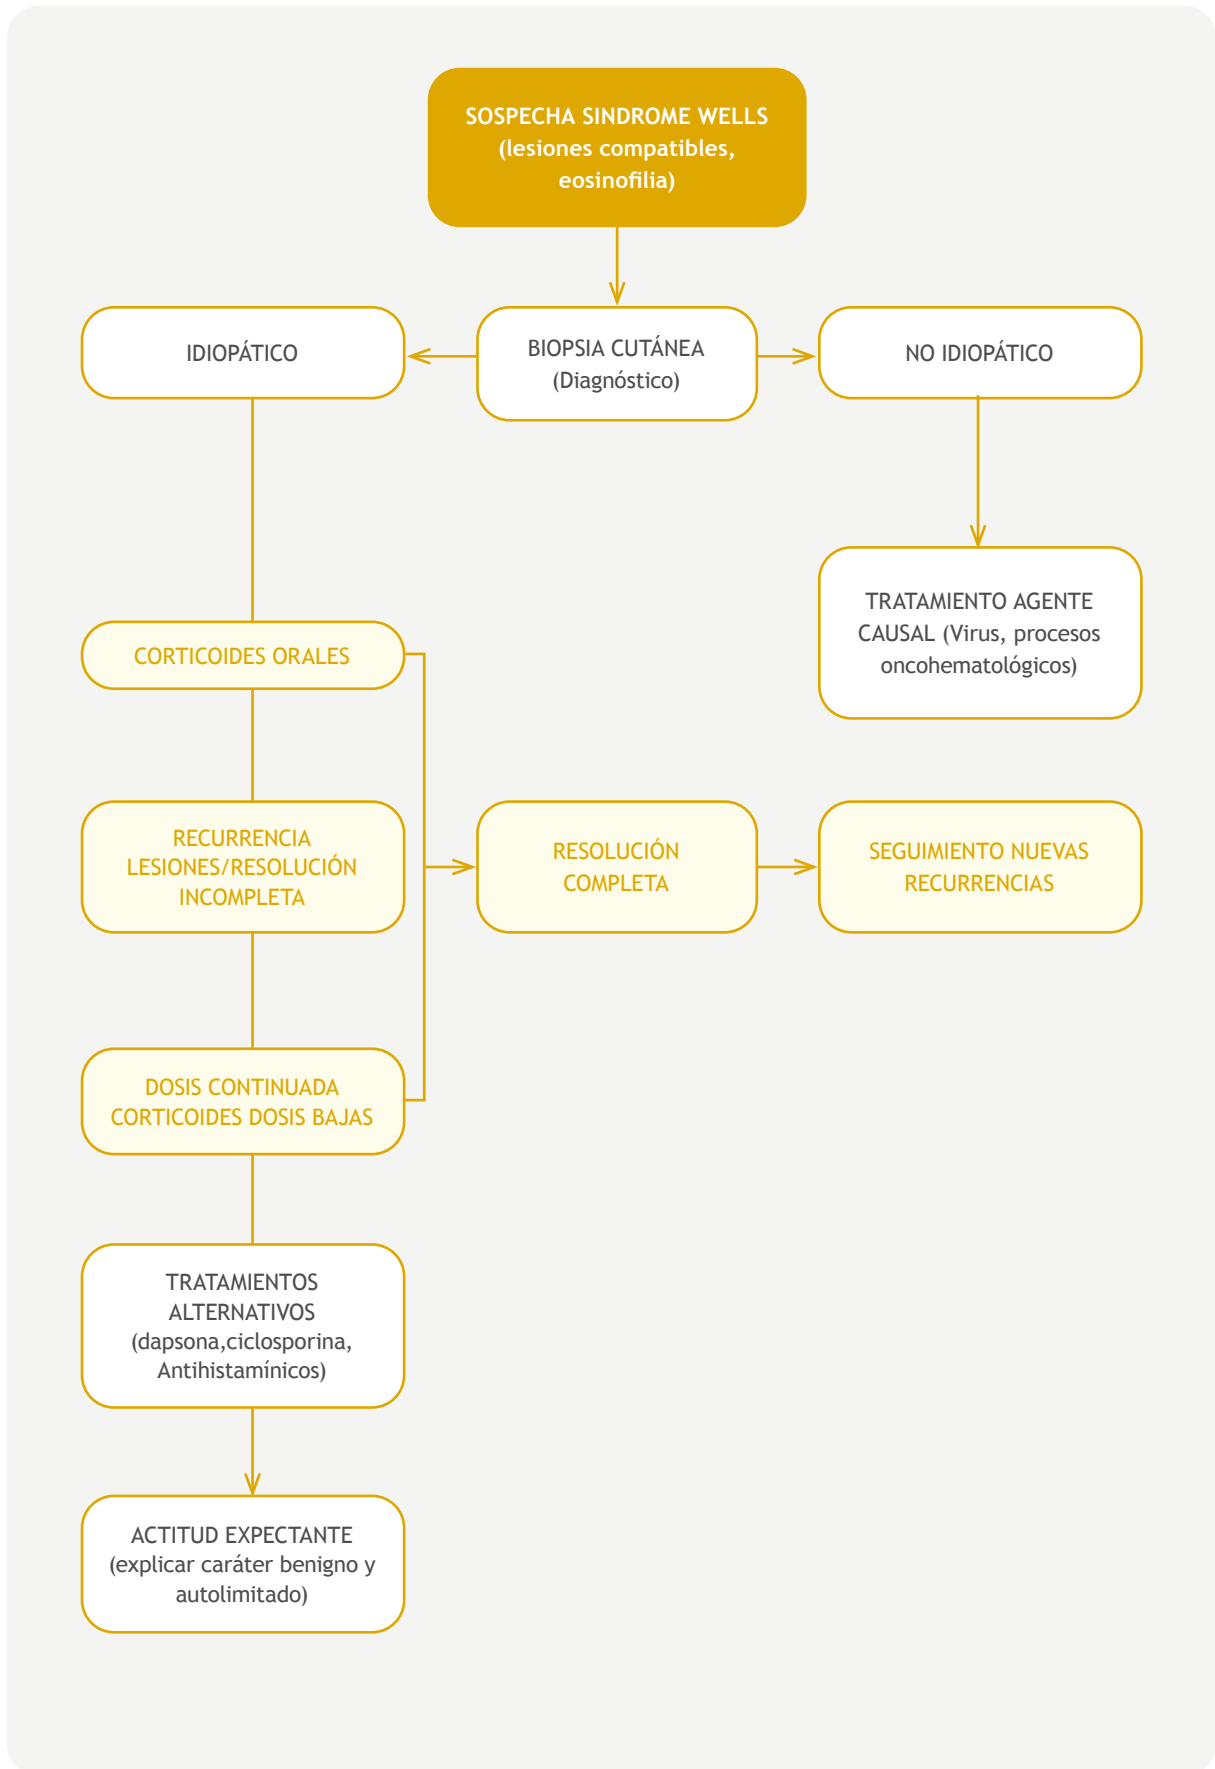 SOSPECHA SINDROME WELLS
(lesiones compatibles,
eosinofilia)
IDIOPÁTICO
BIOPSIA CUTÁNEA
(Diagnóstico)
NO IDIOPÁTICO
TRATAMIENTO AGENTE
CAUSAL (Virus, procesos
oncohematológicos)
CORTICOIDES ORALES
RECURRENCIA
LESIONES/RESOLUCIÓN
INCOMPLETA
RESOLUCIÓN
COMPLETA
SEGUIMIENTO NUEVAS
RECURRENCIAS
DOSIS CONTINUADA
CORTICOIDES DOSIS BAJAS
TRATAMIENTOS
ALTERNATIVOS
(dapsona,ciclosporina,
Antihistamínicos)
ACTITUD EXPECTANTE
(explicar caráter benigno y
autolimitado)